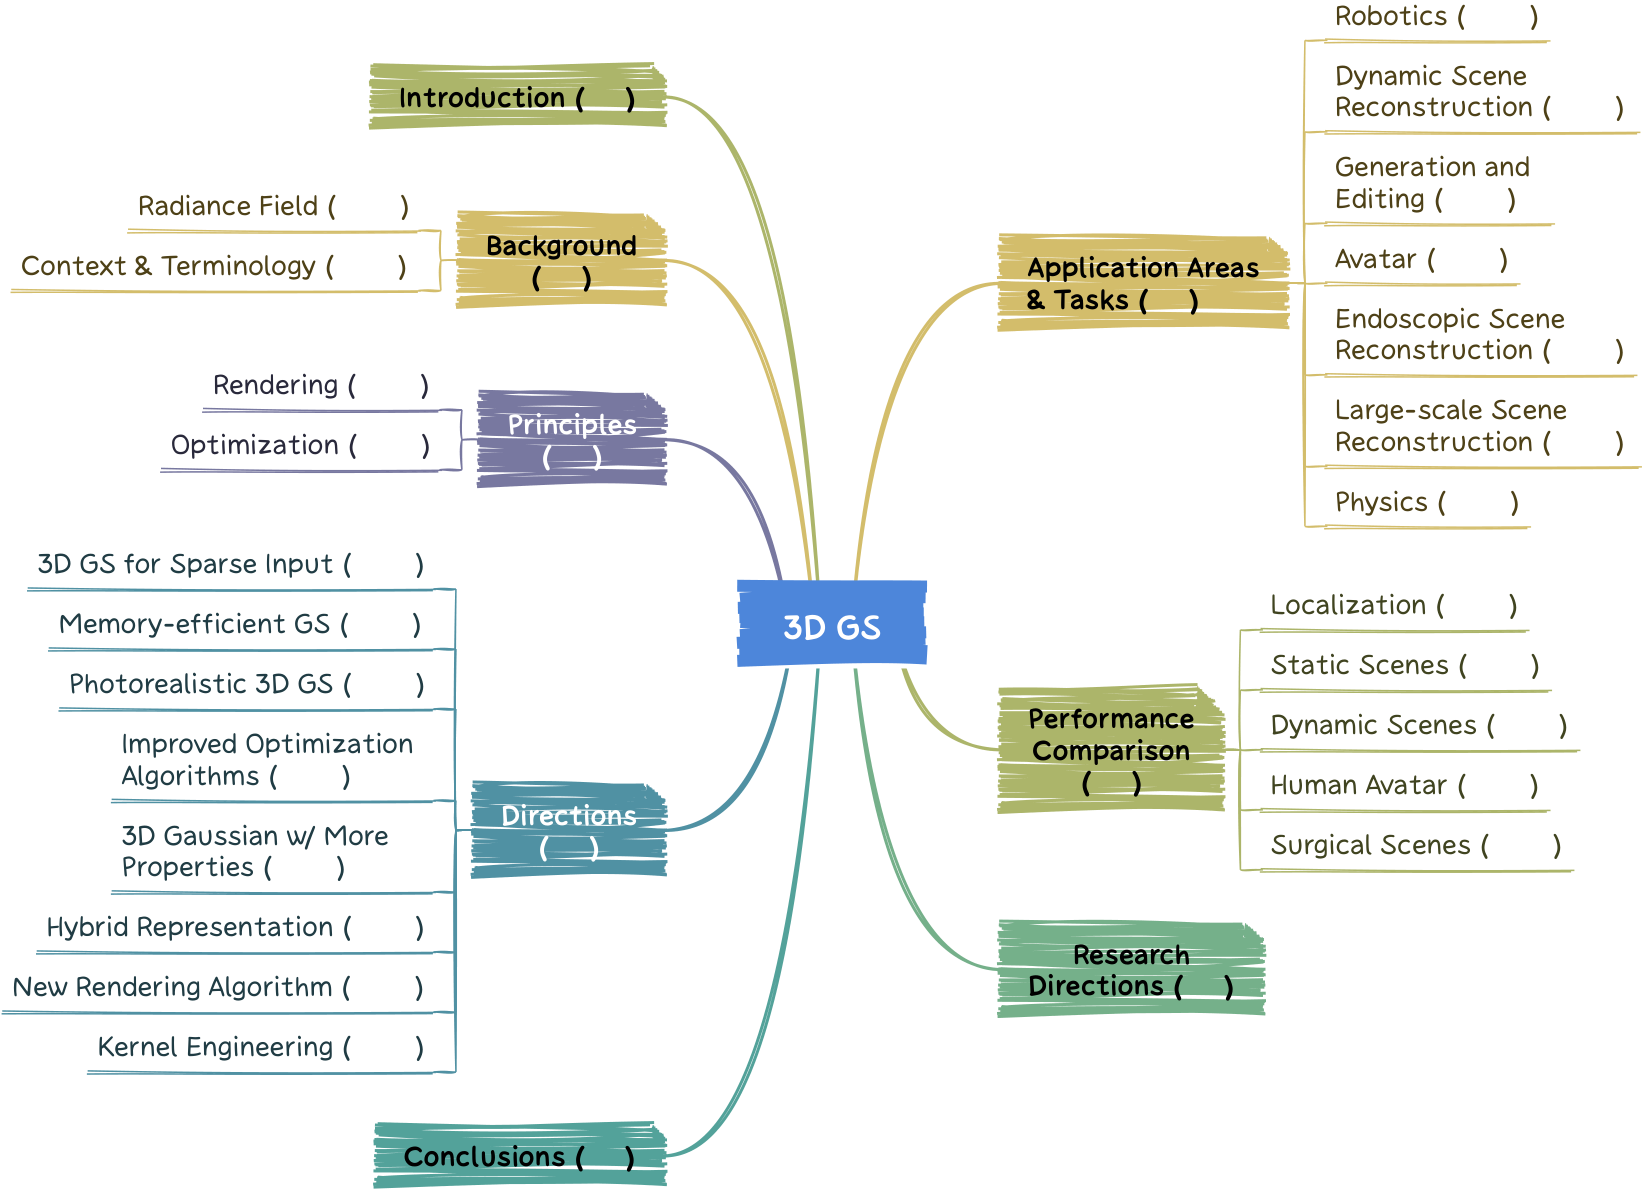 Introduction (    )
Radiance Field (    )
Context & Terminology (    )
Background
(    )
Rendering (    )
Optimization (    )
Principles
(    )
3D GS for Sparse Input (    )
Memory-efficient GS (    )
Photorealistic 3D GS (    )
Improved Optimization
Algorithms (    )
3D Gaussian w/ More
Properties (    )
Hybrid Representation (    )
New Rendering Algorithm (    )
Kernel Engineering (    )
Directions
(    )
Conclusions (    )
3D GS
Application Areas
& Tasks (    )
Robotics (    )
Dynamic Scene
Reconstruction (    )
Generation and
Editing (    )
Avatar (    )
Endoscopic Scene
Reconstruction (    )
Large-scale Scene
Reconstruction (    )
Physics (    )
Performance
Comparison
(    )
Localization (    )
Static Scenes (    )
Dynamic Scenes (    )
Human Avatar (    )
Surgical Scenes (    )
Research
Directions (    )